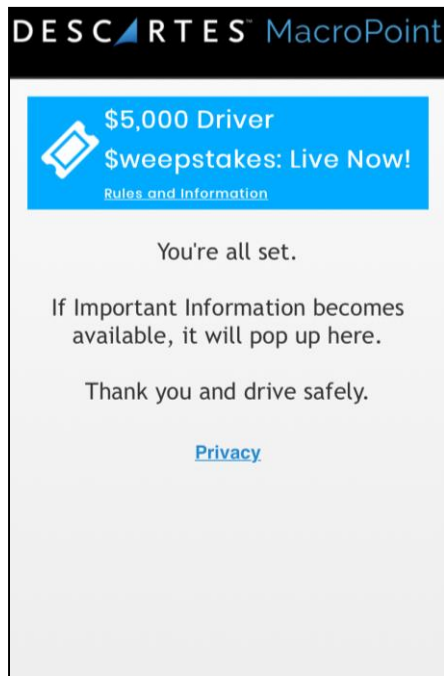 DESCARTES™ MacroPoint
$5,000 Driver
$weepstakes: Live Now!
Rules and Information
You're all set.
If Important Information becomes
available, it will pop up here.
Thank you and drive safely.
Privacy